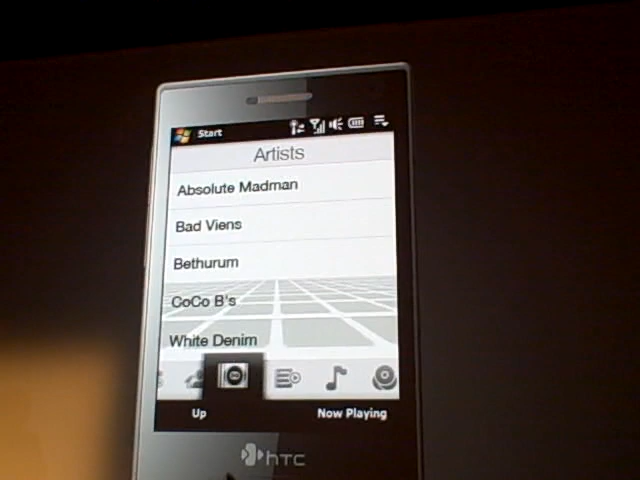 Start
Artists
Absolute Madman
Bad Viens
Bethurum
CoCo B's
White Denim
Up Now Playing
hTC